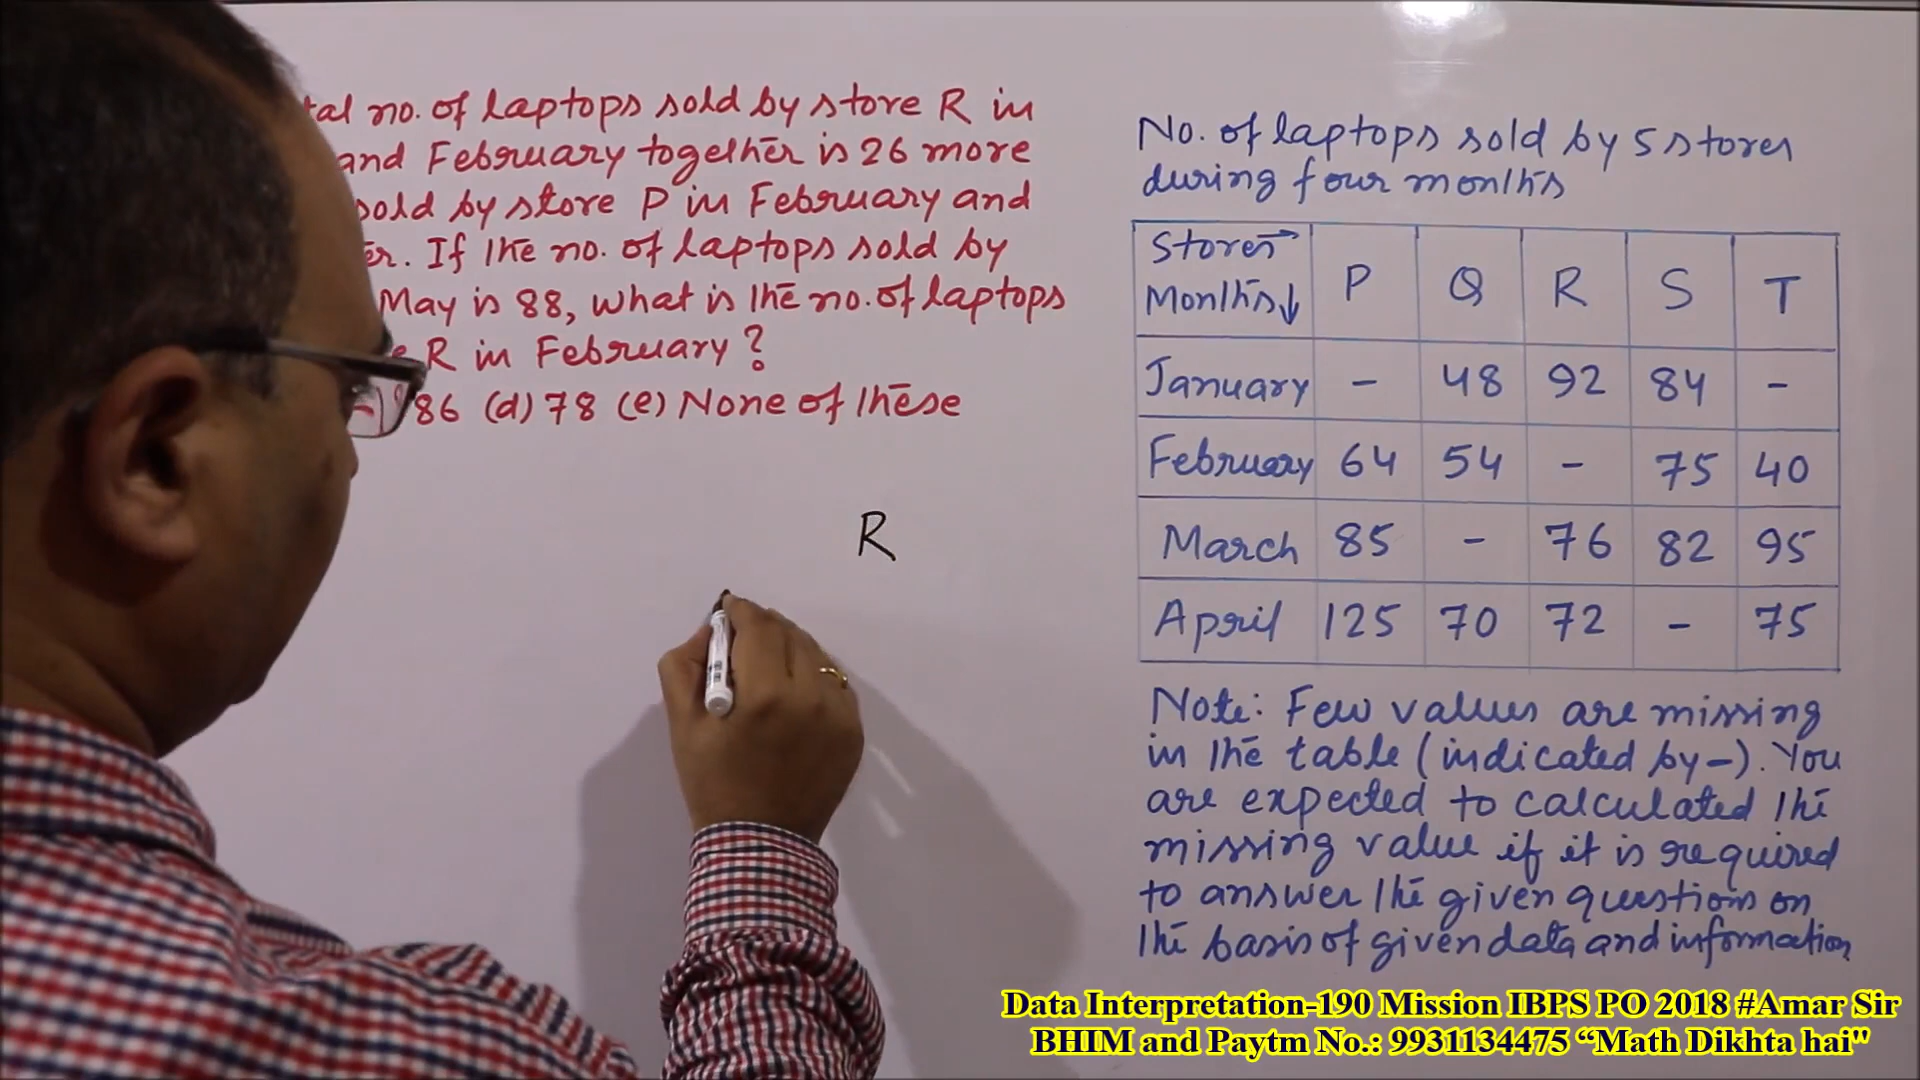 tal no. of laptops sold by store R in
and February together is 26 more
sold by store P in February and
er. If the no. of laptops sold by
May is 88, what is the no. of laptops
e R in February?
86 (d) 78 (e) None of these
R
No. of laptops sold by 5 stores
during four months
Stores→ Months↓ P Q R S T
January - 48 92 84 -
February 64 54 - 75 40
March 85 - 76 82 95
April 125 70 72 - 75
Note: Few values are missing
in the table (indicated by -). You
are expected to calculated the
missing value if it is required
to answer the given questions on
the basis of given data and information
Data Interpretation-190 Mission IBPS PO 2018 #Amar Sir
BHIM and Paytm No.: 9931134475 “Math Dikhta hai"